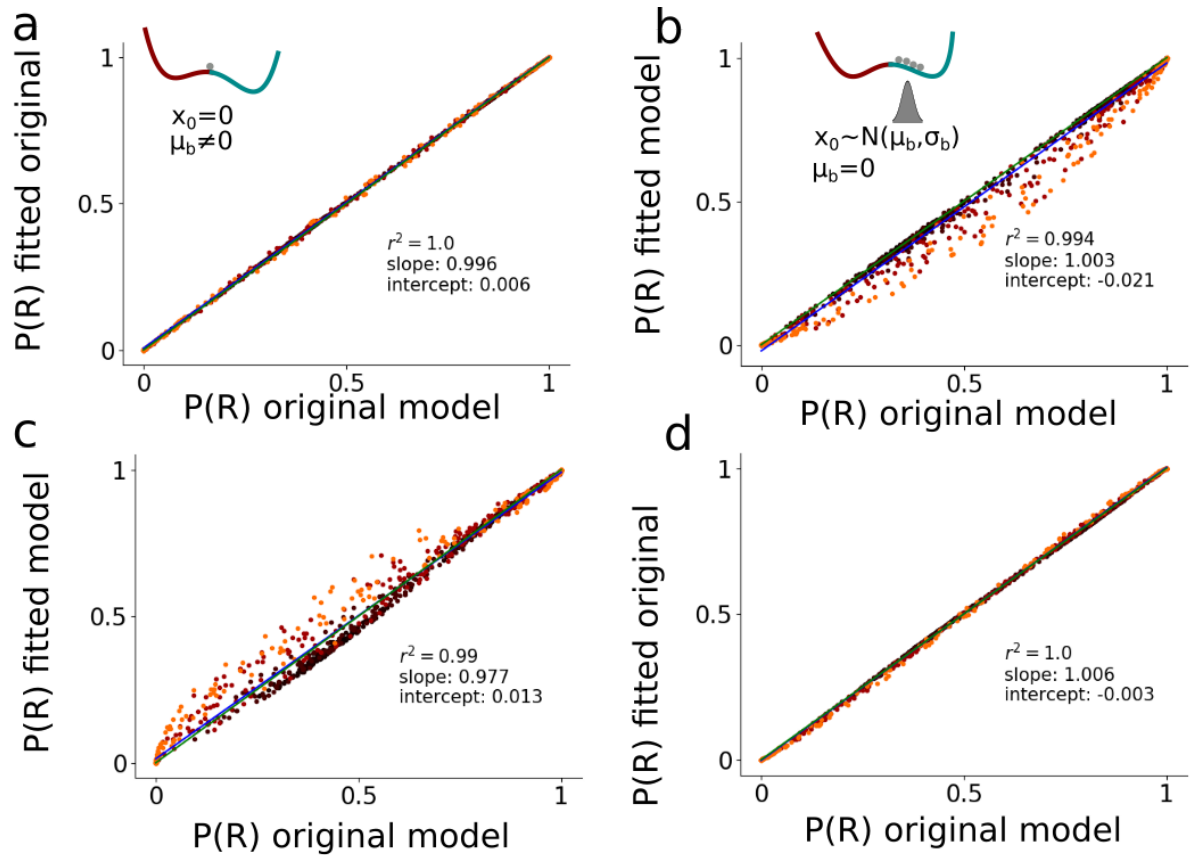 a
P(R) fitted original
1
0.5
0
x₀=0
μ_b≠0
r² = 1.0
slope: 0.996
intercept: 0.006
0
0.5
1
P(R) original model
b
P(R) fitted model
1
0.5
0
x₀~N(μ_b,σ_b)
μ_b=0
r² = 0.994
slope: 1.003
intercept: -0.021
0
0.5
1
P(R) original model
c
P(R) fitted model
1
0.5
0
r² = 0.99
slope: 0.977
intercept: 0.013
0
0.5
1
P(R) original model
d
P(R) fitted original
1
0.5
0
r² = 1.0
slope: 1.006
intercept: -0.003
0
0.5
1
P(R) original model